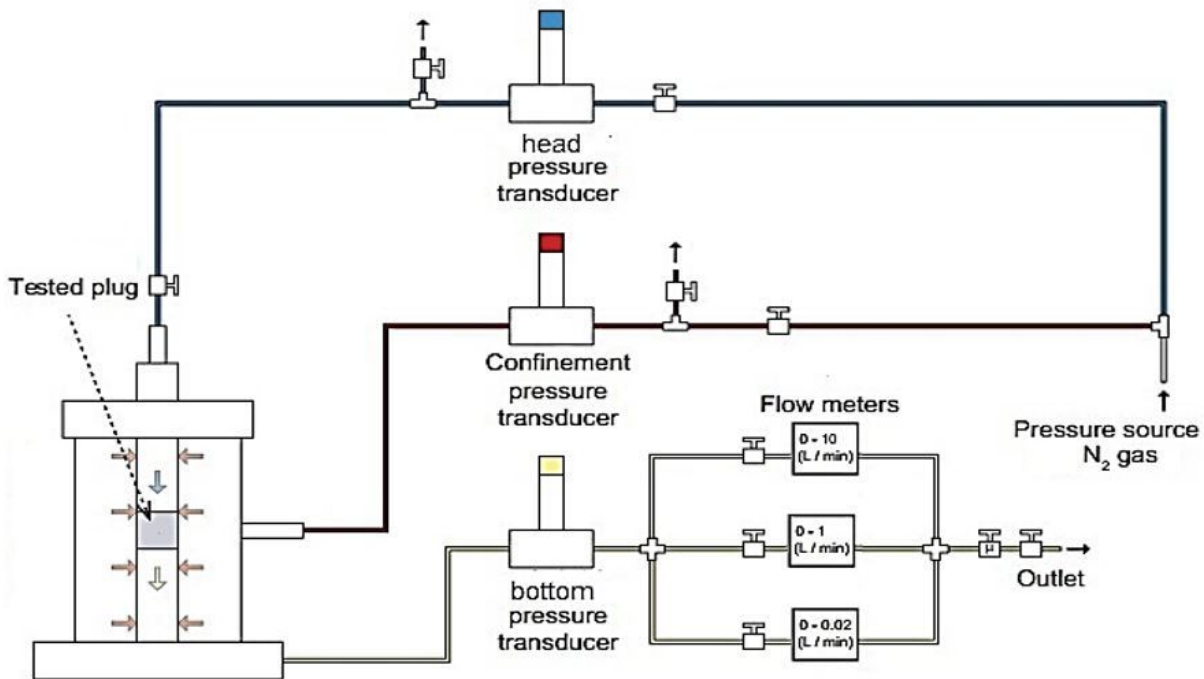 head
pressure
transducer
Tested plug
Confinement
pressure
transducer
Flow meters
Pressure source
N₂ gas
0 - 10
(L / min)
0 - 1
(L / min)
μ
Outlet
bottom
pressure
transducer
0 - 0.02
(L / min)